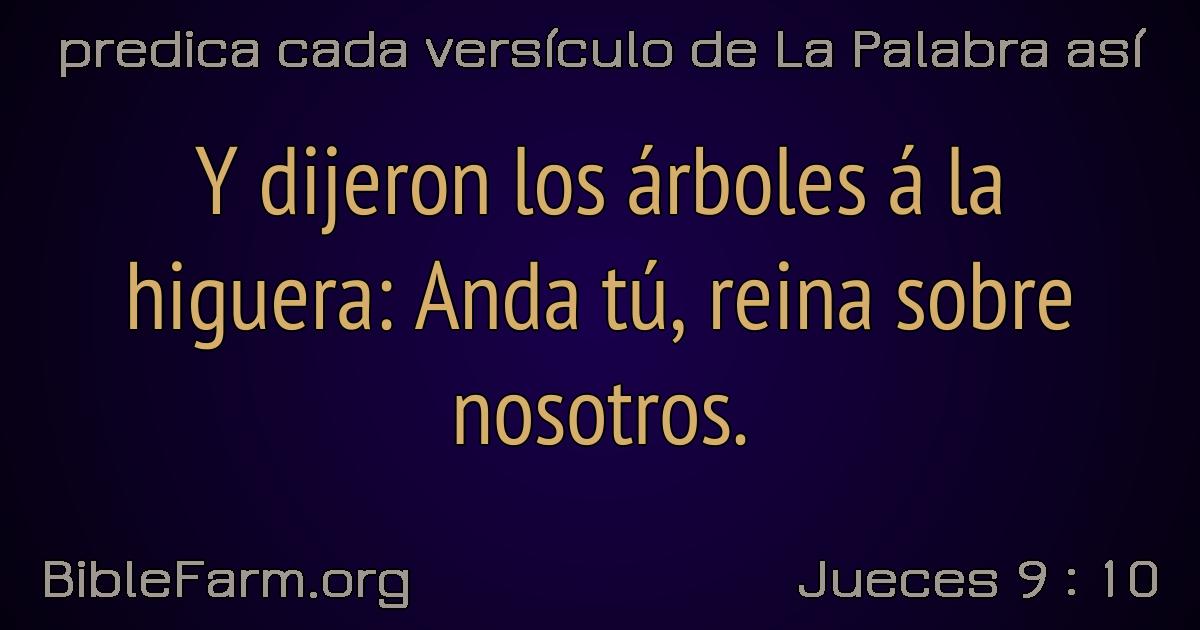 predica cada versículo de La Palabra así
Y dijeron los árboles á la
higuera: Anda tú, reina sobre
nosotros.
BibleFarm.org
Jueces 9 : 10